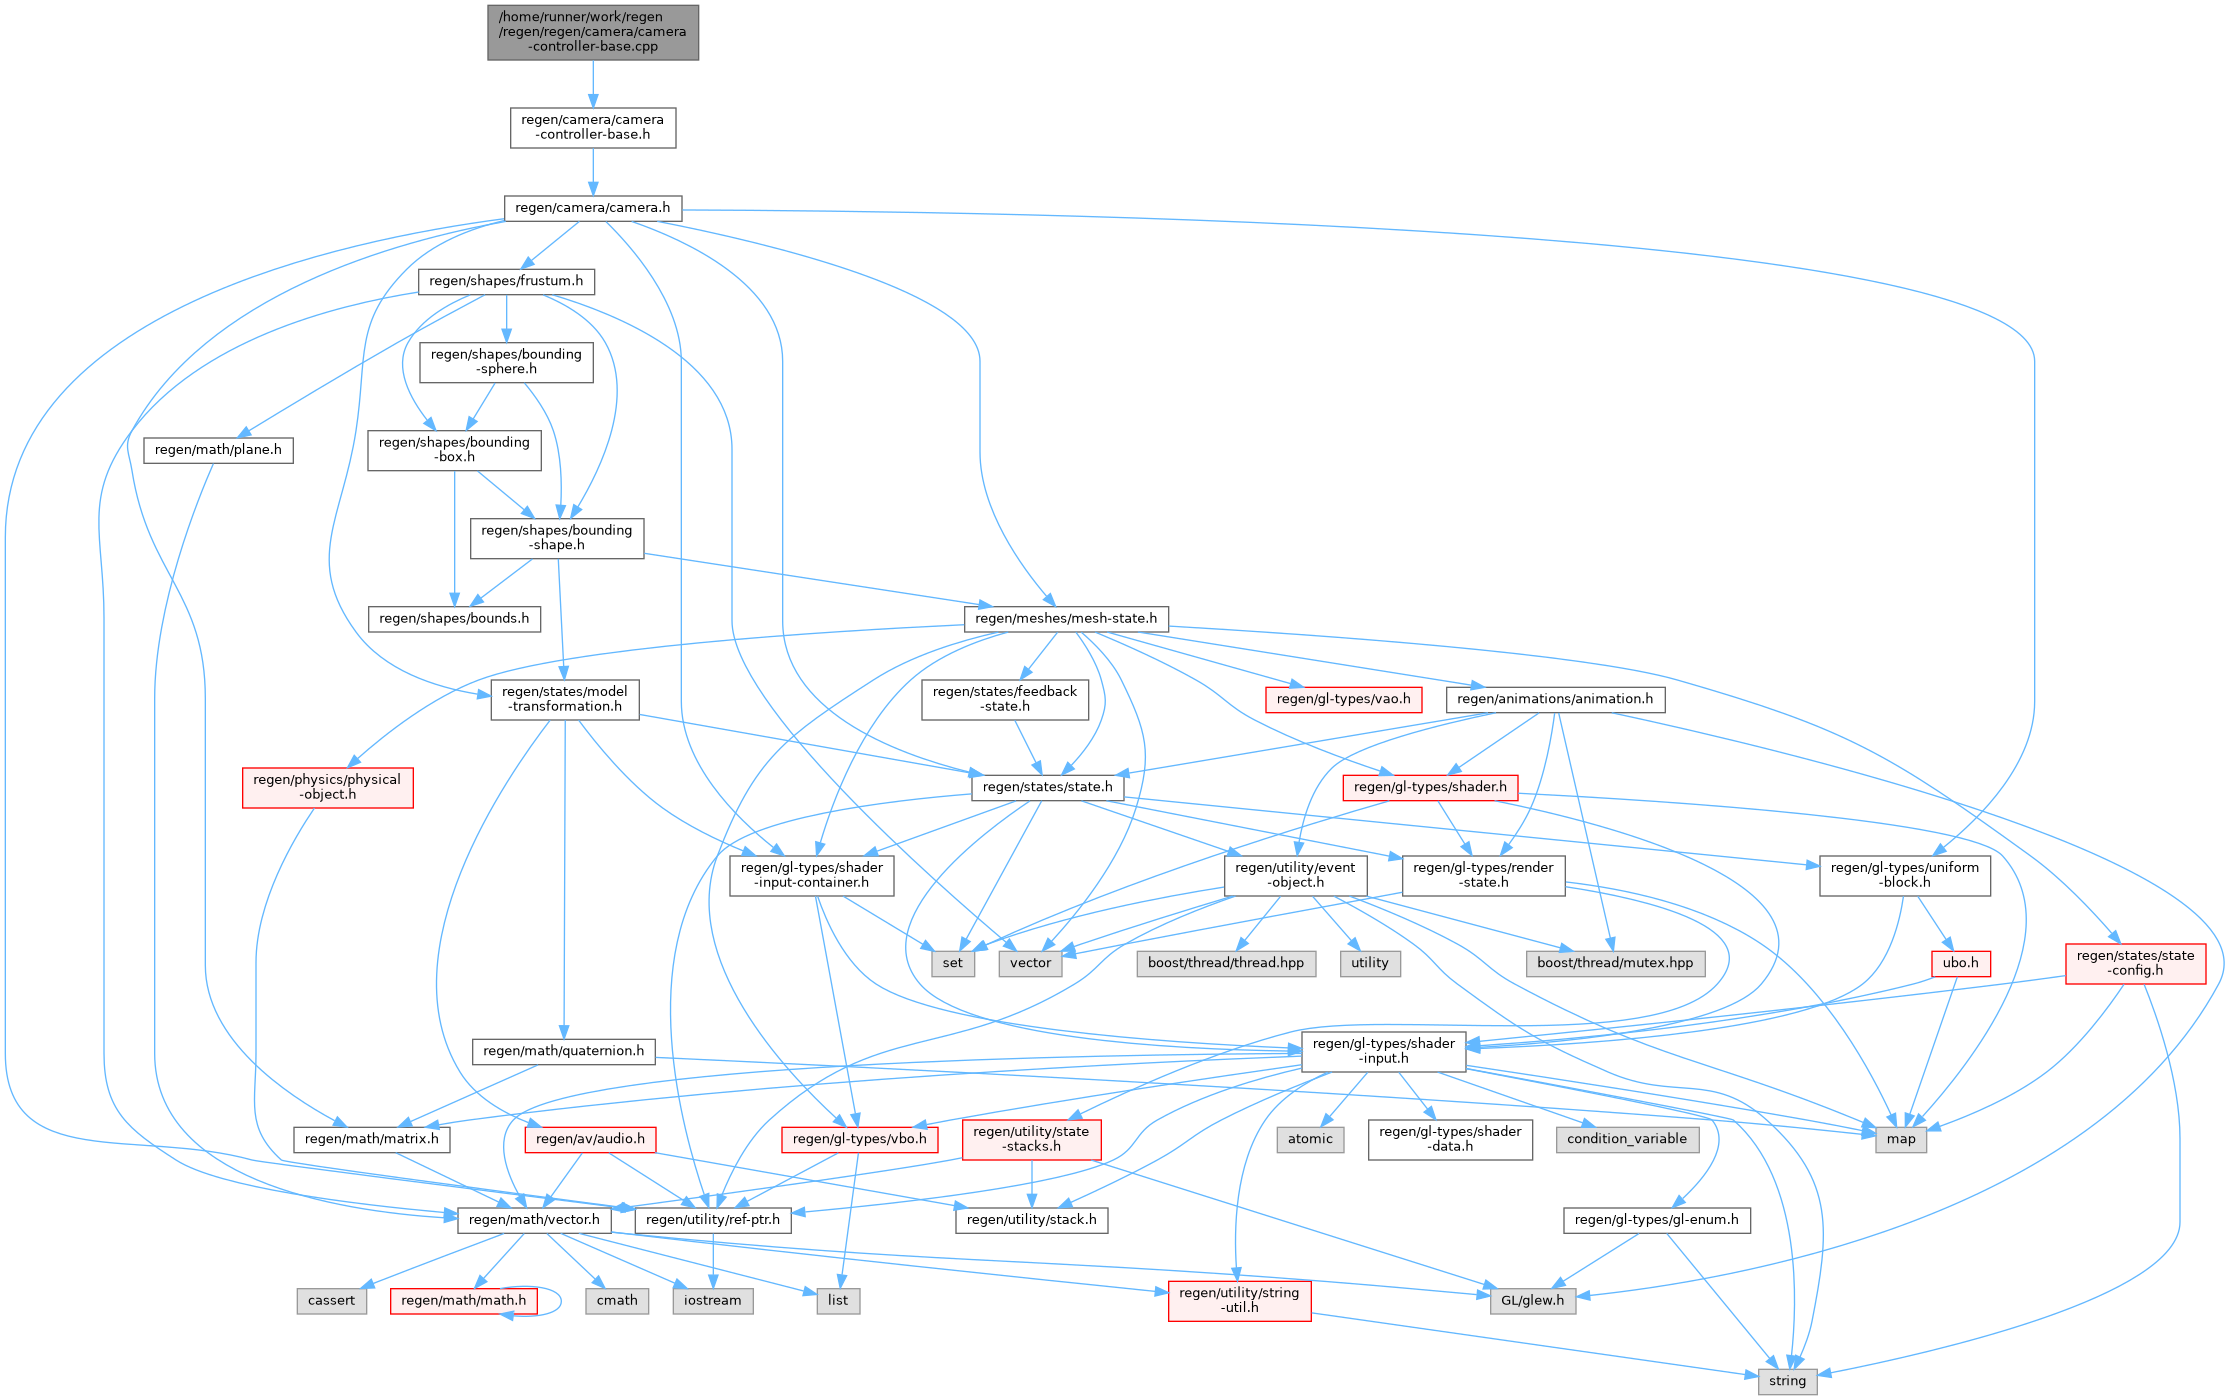 /home/runner/work/regen
/regen/regen/camera/camera
-controller-base.cpp
regen/camera/camera
-controller-base.h
regen/camera/camera.h
regen/shapes/frustum.h
regen/shapes/bounding
-sphere.h
regen/math/plane.h
regen/shapes/bounding
-box.h
regen/shapes/bounding
-shape.h
regen/shapes/bounds.h
regen/meshes/mesh-state.h
regen/states/model
-transformation.h
regen/states/feedback
-state.h
regen/gl-types/vao.h
regen/animations/animation.h
regen/physics/physical
-object.h
regen/states/state.h
regen/gl-types/shader.h
regen/gl-types/shader
-input-container.h
regen/utility/event
-object.h
regen/gl-types/render
-state.h
regen/gl-types/uniform
-block.h
set
vector
boost/thread/thread.hpp
utility
boost/thread/mutex.hpp
ubo.h
regen/states/state
-config.h
regen/math/quaternion.h
regen/gl-types/shader
-input.h
regen/math/matrix.h
regen/av/audio.h
regen/gl-types/vbo.h
regen/utility/state
-stacks.h
atomic
regen/gl-types/shader
-data.h
condition_variable
map
regen/math/vector.h
regen/utility/ref-ptr.h
regen/utility/stack.h
regen/gl-types/gl-enum.h
cassert
regen/math/math.h
cmath
iostream
list
regen/utility/string
-util.h
GL/glew.h
string